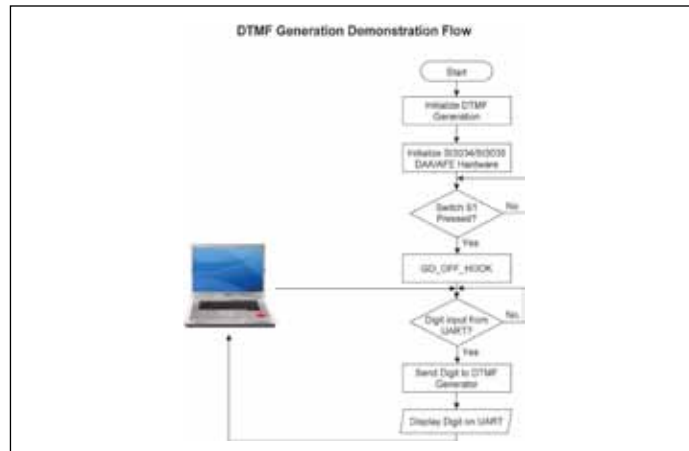 DTMF Generation Demonstration Flow
Start
Initialize DTMF
Generation
Initialize Si3034/Si3035
DAA/AFE Hardware
Switch S1
Pressed?
No
Yes
GO_OFF_HOOK
Digit input from
UART?
No
Yes
Send Digit to DTMF
Generator
Display Digit on UART